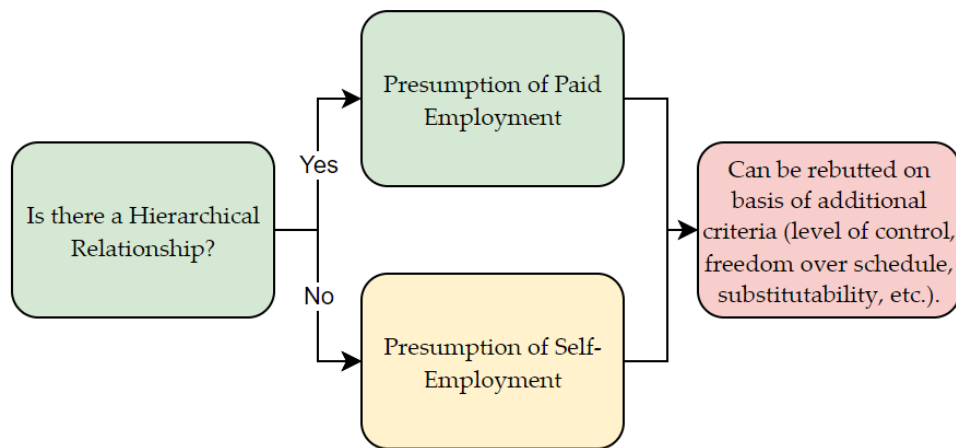 Is there a Hierarchical
Relationship?
Yes
No
Presumption of Paid
Employment
Presumption of Self-
Employment
Can be rebutted on
basis of additional
criteria (level of control,
freedom over schedule,
substitutability, etc.).